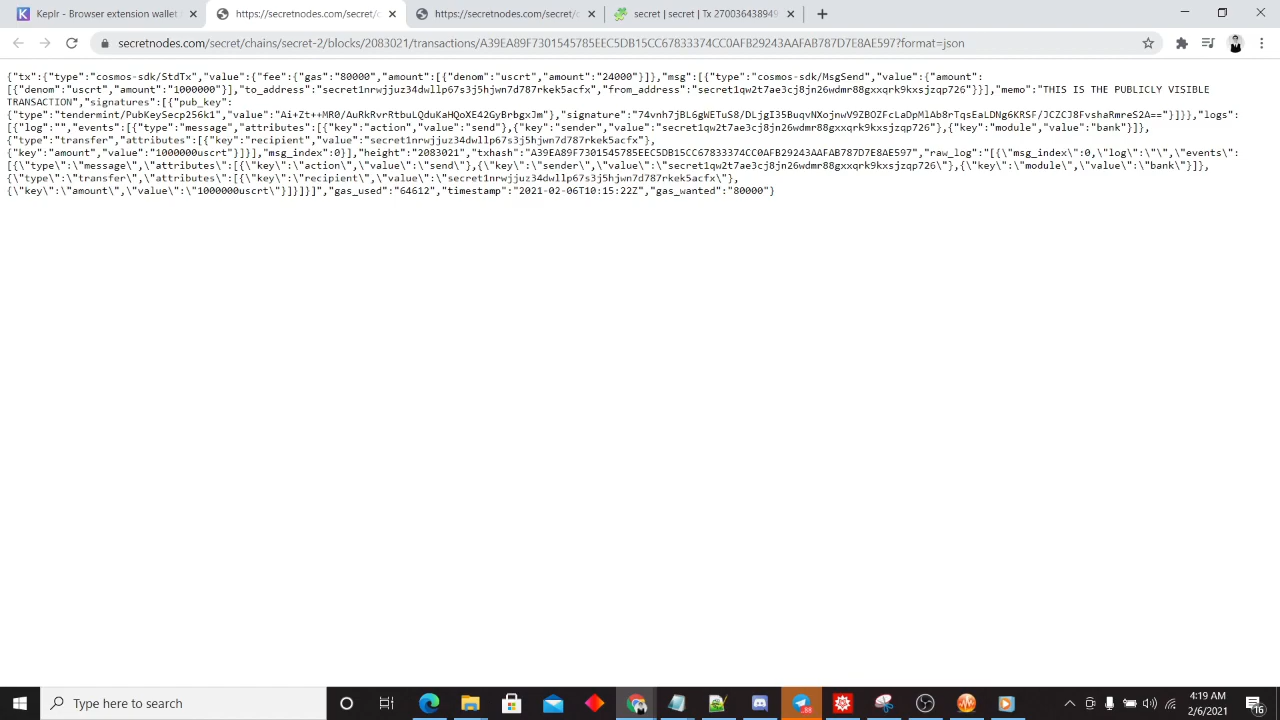 Keplr - Browser extension wallet
https://secretnodes.com/secret/c
https://secretnodes.com/secret/c
secret | secret | Tx 270036438949
secretnodes.com/secret/chains/secret-2/blocks/2083021/transactions/A39EA89F7301545785EEC5DB15CC67833374CC0AFB29243AAFAB787D7E8AE597?format=json
{"tx":{"type":"cosmos-sdk/StdTx","value":{"fee":{"gas":"80000","amount":[{"denom":"uscrt","amount":"24000"}]},"msg":[{"type":"cosmos-sdk/MsgSend","value":{"amount":
[{"denom":"uscrt","amount":"1000000"}],"to_address":"secret1nrwjjuz34dwllp67s3j5hjwn7d787rkek5acfx","from_address":"secret1qw2t7ae3cj8jn26wdmr88gxxqrk9kxsjzqp726"}}],"memo":"THIS IS THE PUBLICLY VISIBLE
TRANSACTION","signatures":[{"pub_key":
{"type":"tendermint/PubKeySecp256k1","value":"Ai+Zt++MR0/AuRkRvrRtbuLQduKaHQoXE42GyBrbgxJm"},"signature":"74vnh7jBL6gWETuS8/DLjgI35BuqvNXojnwV9ZBOZFcLaDpMlAb8rTqsEaLDNg6KRSF/JCZCJ8FvshaRmreS2A=="}]}},"logs":
[{"log":"","events":[{"type":"message","attributes":[{"key":"action","value":"send"},{"key":"sender","value":"secret1qw2t7ae3cj8jn26wdmr88gxxqrk9kxsjzqp726"},{"key":"module","value":"bank"}]},
{"type":"transfer","attributes":[{"key":"recipient","value":"secret1nrwjjuz34dwllp67s3j5hjwn7d787rkek5acfx"},
{"key":"amount","value":"1000000uscrt"}]}],"msg_index":0}],"height":"2083021","txhash":"A39EA89F7301545785EEC5DB15CC67833374CC0AFB29243AAFAB787D7E8AE597","raw_log":"[{\"msg_index\":0,\"log\":\"\",\"events\":
[{\"type\":\"message\",\"attributes\":[{\"key\":\"action\",\"value\":\"send\"},{\"key\":\"sender\",\"value\":\"secret1qw2t7ae3cj8jn26wdmr88gxxqrk9kxsjzqp726\"},{\"key\":\"module\",\"value\":\"bank\"}]},
{\"type\":\"transfer\",\"attributes\":[{\"key\":\"recipient\",\"value\":\"secret1nrwjjuz34dwllp67s3j5hjwn7d787rkek5acfx\"},
{\"key\":\"amount\",\"value\":\"1000000uscrt\"}]}]}]","gas_used":"64612","timestamp":"2021-02-06T10:15:22Z","gas_wanted":"80000"}
Type here to search
88
4:19 AM
2/6/2021
16